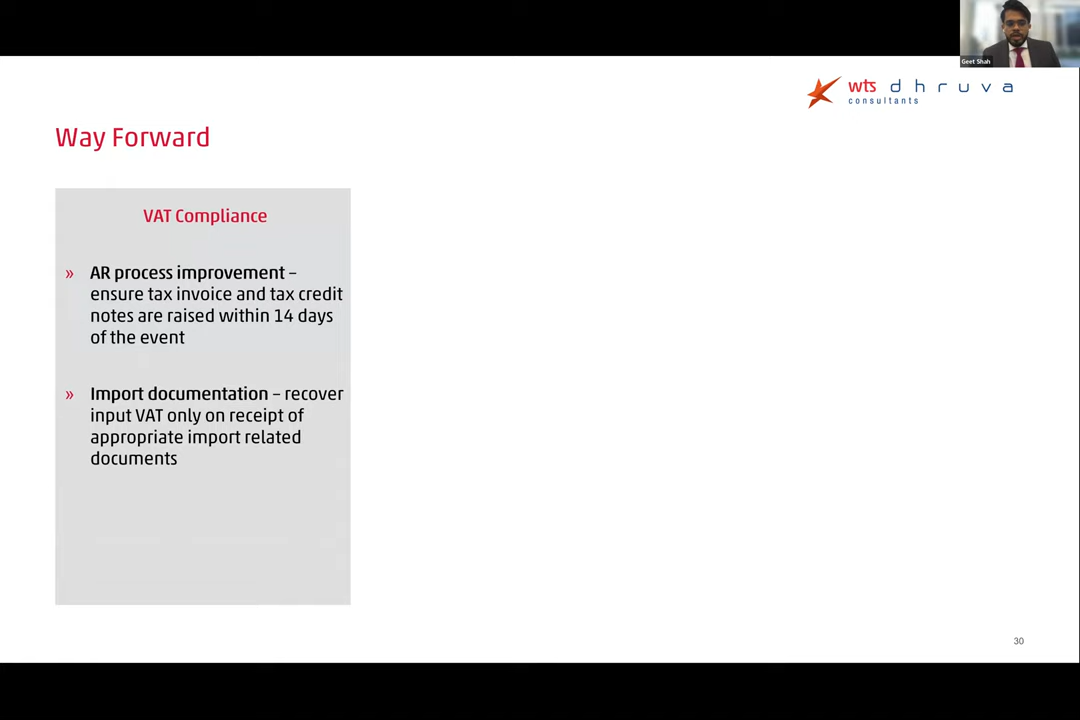 Geet Shah
wts dhruva
consultants
Way Forward
VAT Compliance
» AR process improvement –
ensure tax invoice and tax credit
notes are raised within 14 days
of the event
» Import documentation – recover
input VAT only on receipt of
appropriate import related
documents
30